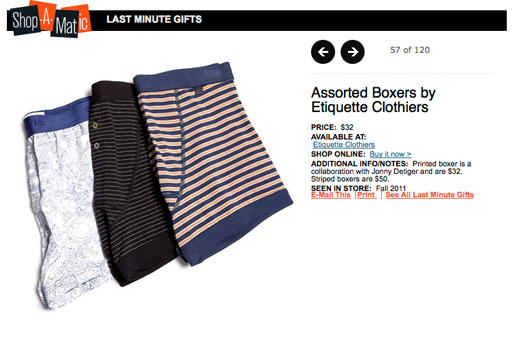 Shop-A-Matic
LAST MINUTE GIFTS
57 of 120
Assorted Boxers by
Etiquette Clothiers
PRICE: $32
AVAILABLE AT:
Etiquette Clothiers
SHOP ONLINE: Buy it now >
ADDITIONAL INFO/NOTES: Printed boxer is a
collaboration with Jonny Detiger and are $32.
Striped boxers are $50.
SEEN IN STORE: Fall 2011
E-Mail This | Print | See All Last Minute Gifts